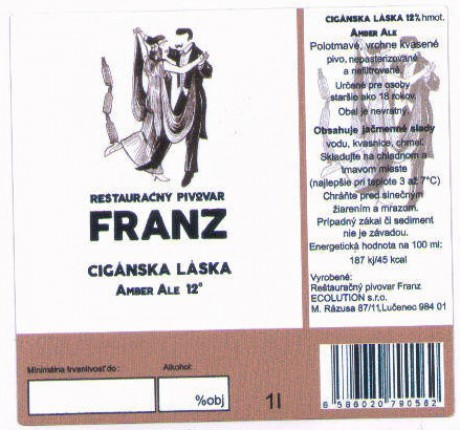 REŠTAURAČNÝ PIVOVAR
FRANZ
CIGÁNSKA LÁSKA
AMBER ALE 12°
CIGÁNSKA LÁSKA 12% hmot.
AMBER ALE
Polotmavé, vrchne kvasené
pivo, nepasterizované
a nefiltrované.
Určené pre osoby
staršie ako 18 rokov.
Obal je nevratný.
Obsahuje jačmenné slady
vodu, kvasnice, chmel.
Skladujte na chladnom a
tmavom mieste
(najlepšie pri teplote 3 až 7°C)
Chráňte pred slnečným
žiarením a mrazom.
Prípadný zákal či sediment
nie je závadou.
Energetická hodnota na 100 ml:
187 kj/45 kcal
Vyrobené:
Reštauračný pivovar Franz
ECOLUTION s.r.o.
M. Rázusa 87/11, Lučenec 984 01
Minimálna trvanlivosť do:
Alkohol:
%obj
1l
8 586020 790582